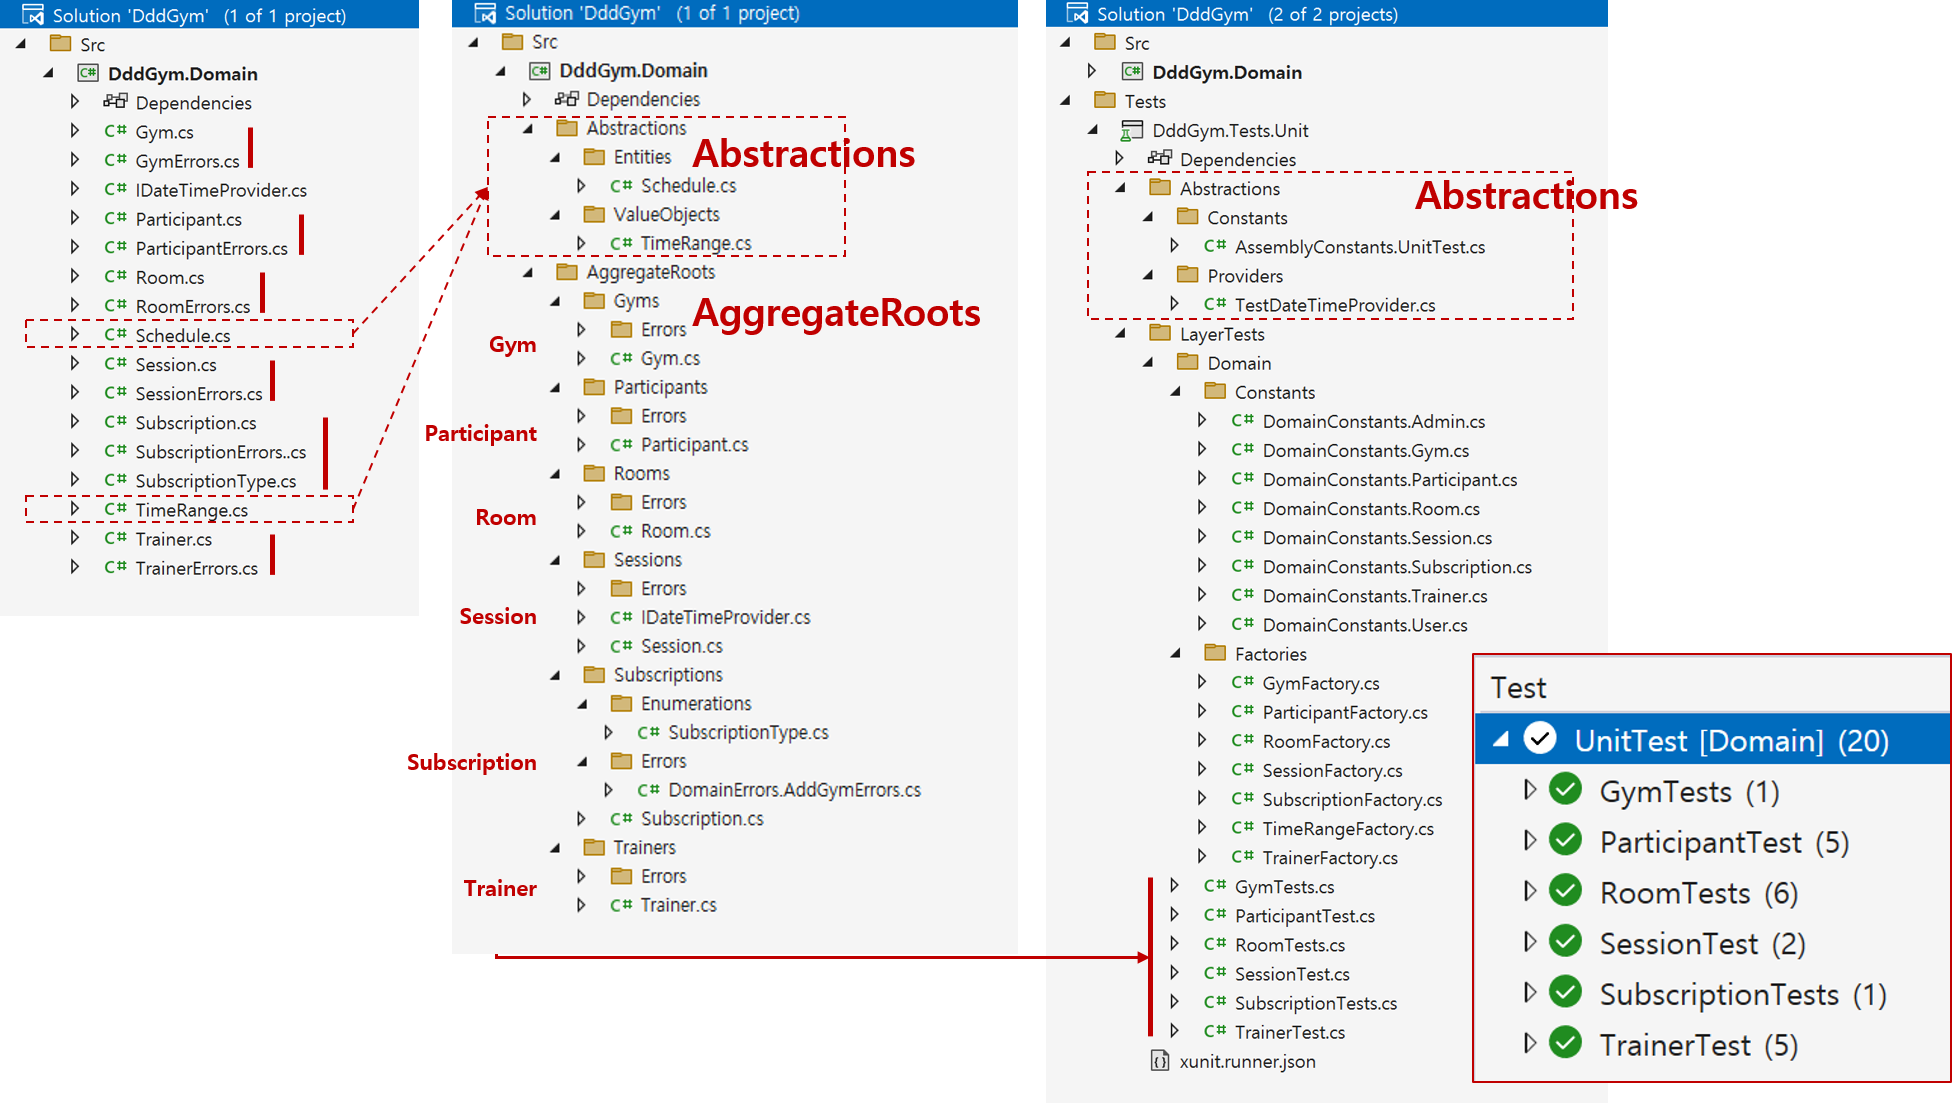 Solution 'DddGym' (1 of 1 project)
Src
DddGym.Domain
Dependencies
C# Gym.cs
C# GymErrors.cs
C# IDateTimeProvider.cs
C# Participant.cs
C# ParticipantErrors.cs
C# Room.cs
C# RoomErrors.cs
C# Schedule.cs
C# Session.cs
C# SessionErrors.cs
C# Subscription.cs
C# SubscriptionErrors..cs
C# SubscriptionType.cs
C# TimeRange.cs
C# Trainer.cs
C# TrainerErrors.cs
Solution 'DddGym' (1 of 1 project)
Src
DddGym.Domain
Dependencies
Abstractions
Entities
Abstractions
C# Schedule.cs
ValueObjects
C# TimeRange.cs
AggregateRoots
Gyms
AggregateRoots
Errors
Gym
C# Gym.cs
Participants
Errors
Participant
C# Participant.cs
Rooms
Errors
Room
C# Room.cs
Sessions
Errors
Session
C# IDateTimeProvider.cs
C# Session.cs
Subscriptions
Enumerations
C# SubscriptionType.cs
Subscription
Errors
C# DomainErrors.AddGymErrors.cs
C# Subscription.cs
Trainers
Errors
Trainer
C# Trainer.cs
Solution 'DddGym' (2 of 2 projects)
Src
DddGym.Domain
Tests
DddGym.Tests.Unit
Dependencies
Abstractions
Abstractions
Constants
C# AssemblyConstants.UnitTest.cs
Providers
C# TestDateTimeProvider.cs
LayerTests
Domain
Constants
C# DomainConstants.Admin.cs
C# DomainConstants.Gym.cs
C# DomainConstants.Participant.cs
C# DomainConstants.Room.cs
C# DomainConstants.Session.cs
C# DomainConstants.Subscription.cs
C# DomainConstants.Trainer.cs
C# DomainConstants.User.cs
Factories
C# GymFactory.cs
C# ParticipantFactory.cs
C# RoomFactory.cs
C# SessionFactory.cs
C# SubscriptionFactory.cs
C# TimeRangeFactory.cs
C# TrainerFactory.cs
C# GymTests.cs
C# ParticipantTest.cs
C# RoomTests.cs
C# SessionTest.cs
C# SubscriptionTests.cs
C# TrainerTest.cs
xunit.runner.json
Test
UnitTest [Domain] (20)
GymTests (1)
ParticipantTest (5)
RoomTests (6)
SessionTest (2)
SubscriptionTests (1)
TrainerTest (5)